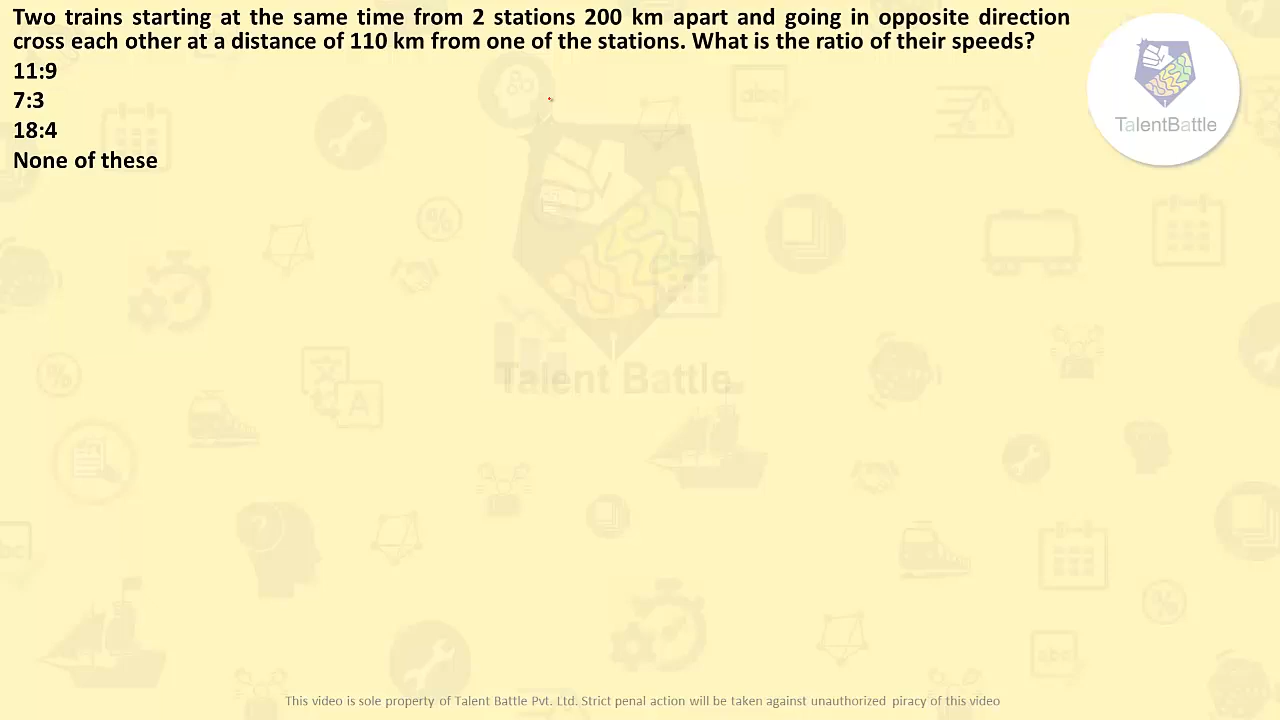 Two trains starting at the same time from 2 stations 200 km apart and going in opposite direction
cross each other at a distance of 110 km from one of the stations. What is the ratio of their speeds?
11:9
7:3
18:4
None of these
TalentBattle
abc
%
Talent Battle
%
A
abc
abc
%
This video is sole property of Talent Battle Pvt. Ltd. Strict penal action will be taken against unauthorized piracy of this video